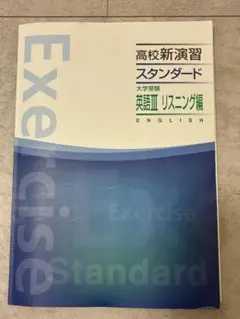 Exercise
高校新演習
スタンダード
大学受験
英語Ⅲ リスニング編
ENGLISH
Exercise
Standard